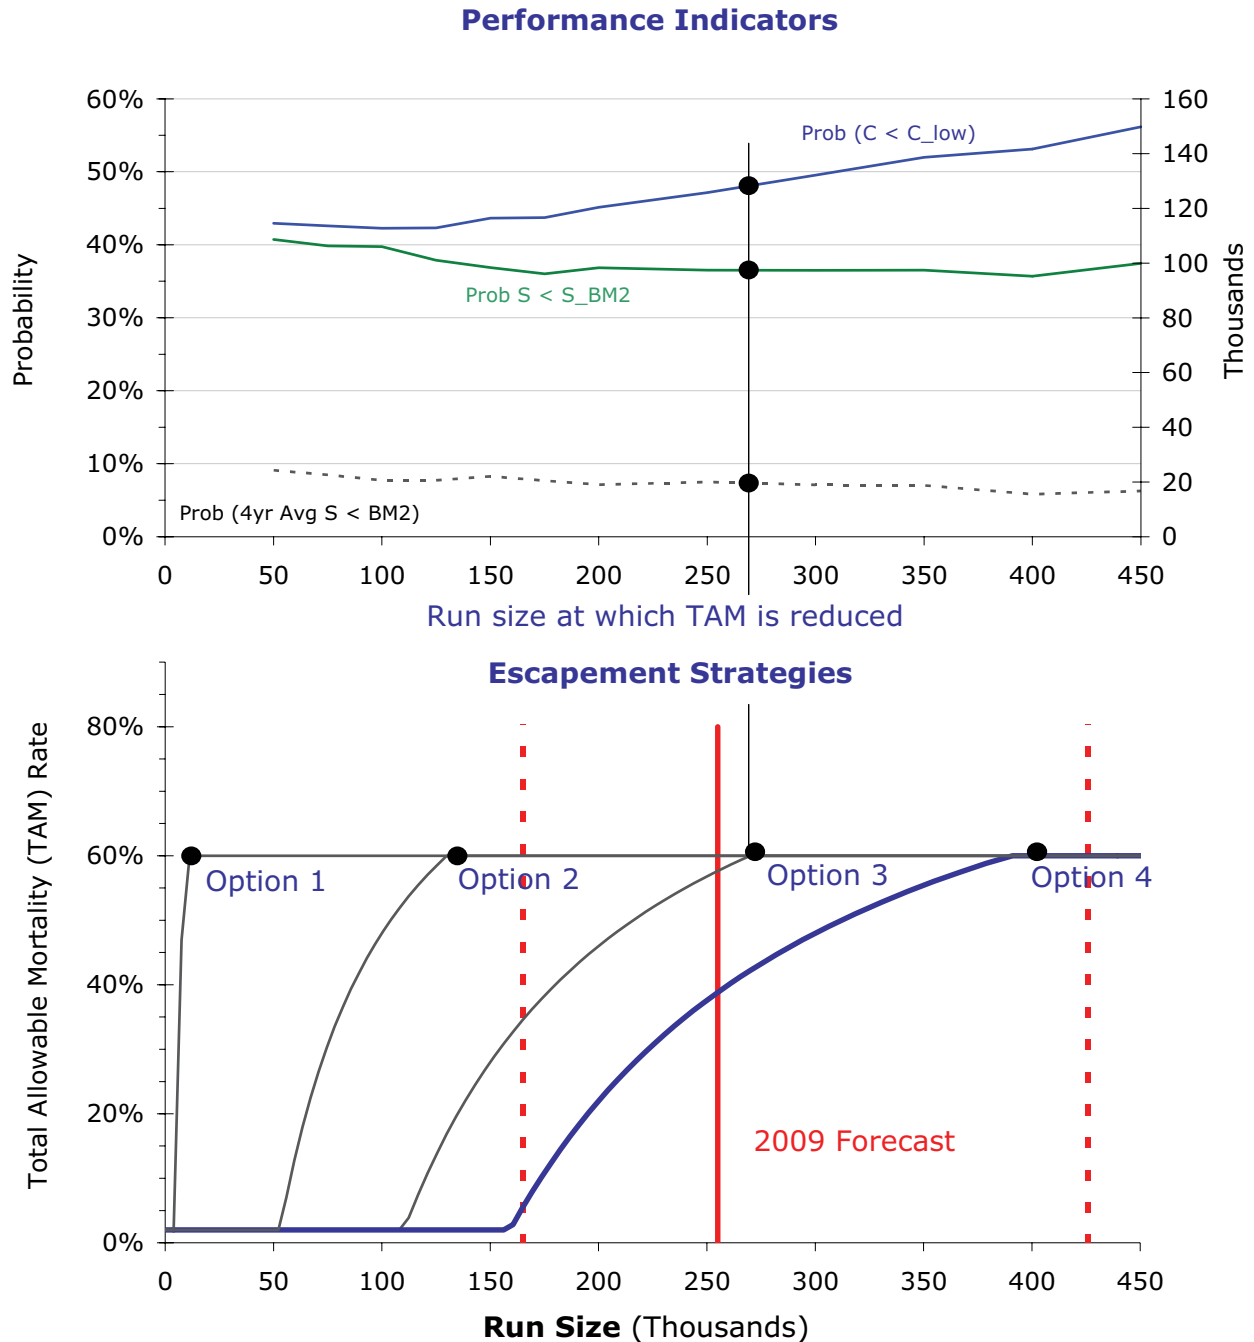 Performance Indicators
60%
50%
40%
30%
20%
10%
0%
Probability
160
140
120
100
80
60
40
20
0
Thousands
Prob (C < C_low)
Prob S < S_BM2
Prob (4yr Avg S < BM2)
0 50 100 150 200 250 300 350 400 450
Run size at which TAM is reduced
Escapement Strategies
80%
60%
40%
20%
0%
Total Allowable Mortality (TAM) Rate
Option 1
Option 2
Option 3
Option 4
2009 Forecast
0 50 100 150 200 250 300 350 400 450
Run Size (Thousands)